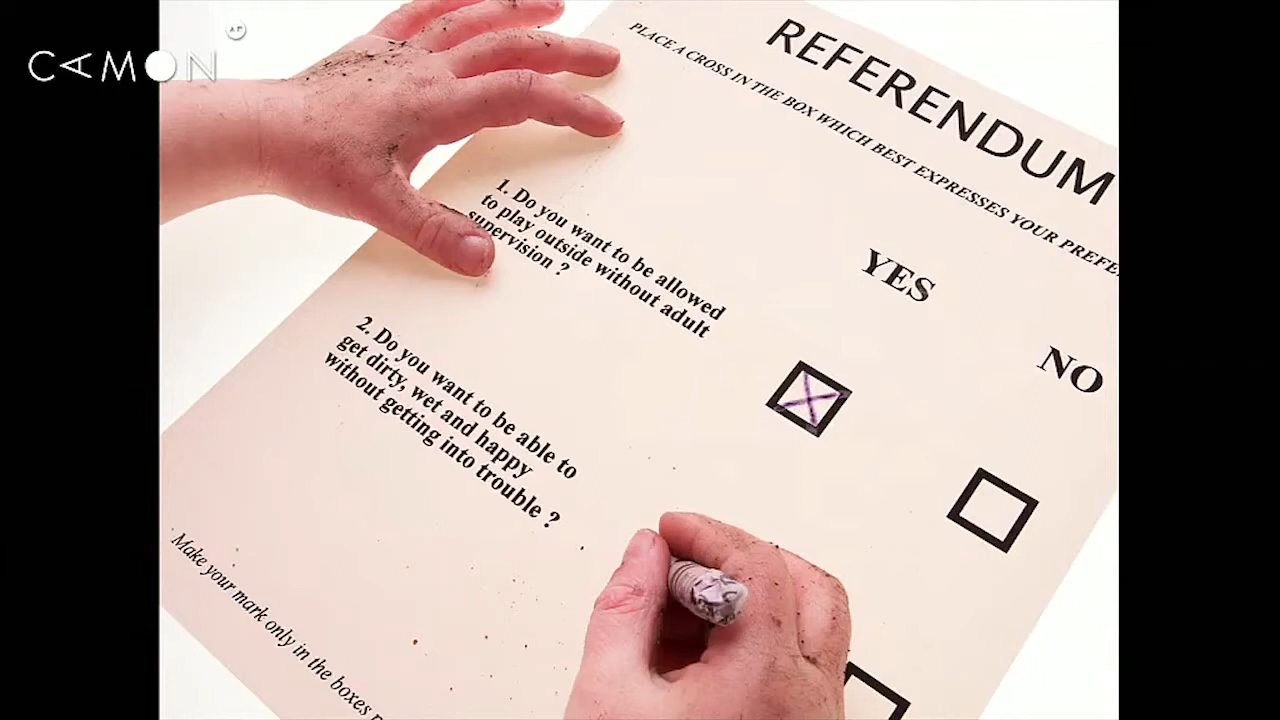 CAMON
REFERENDUM
PLACE A CROSS IN THE BOX WHICH BEST EXPRESSES YOUR
YES
NO
1. Do you want to be allowed
to play outside without adult
supervision ?
2. Do you want to be able to
get dirty, wet and happy
without getting into trouble ?
Make your mark only in the boxes